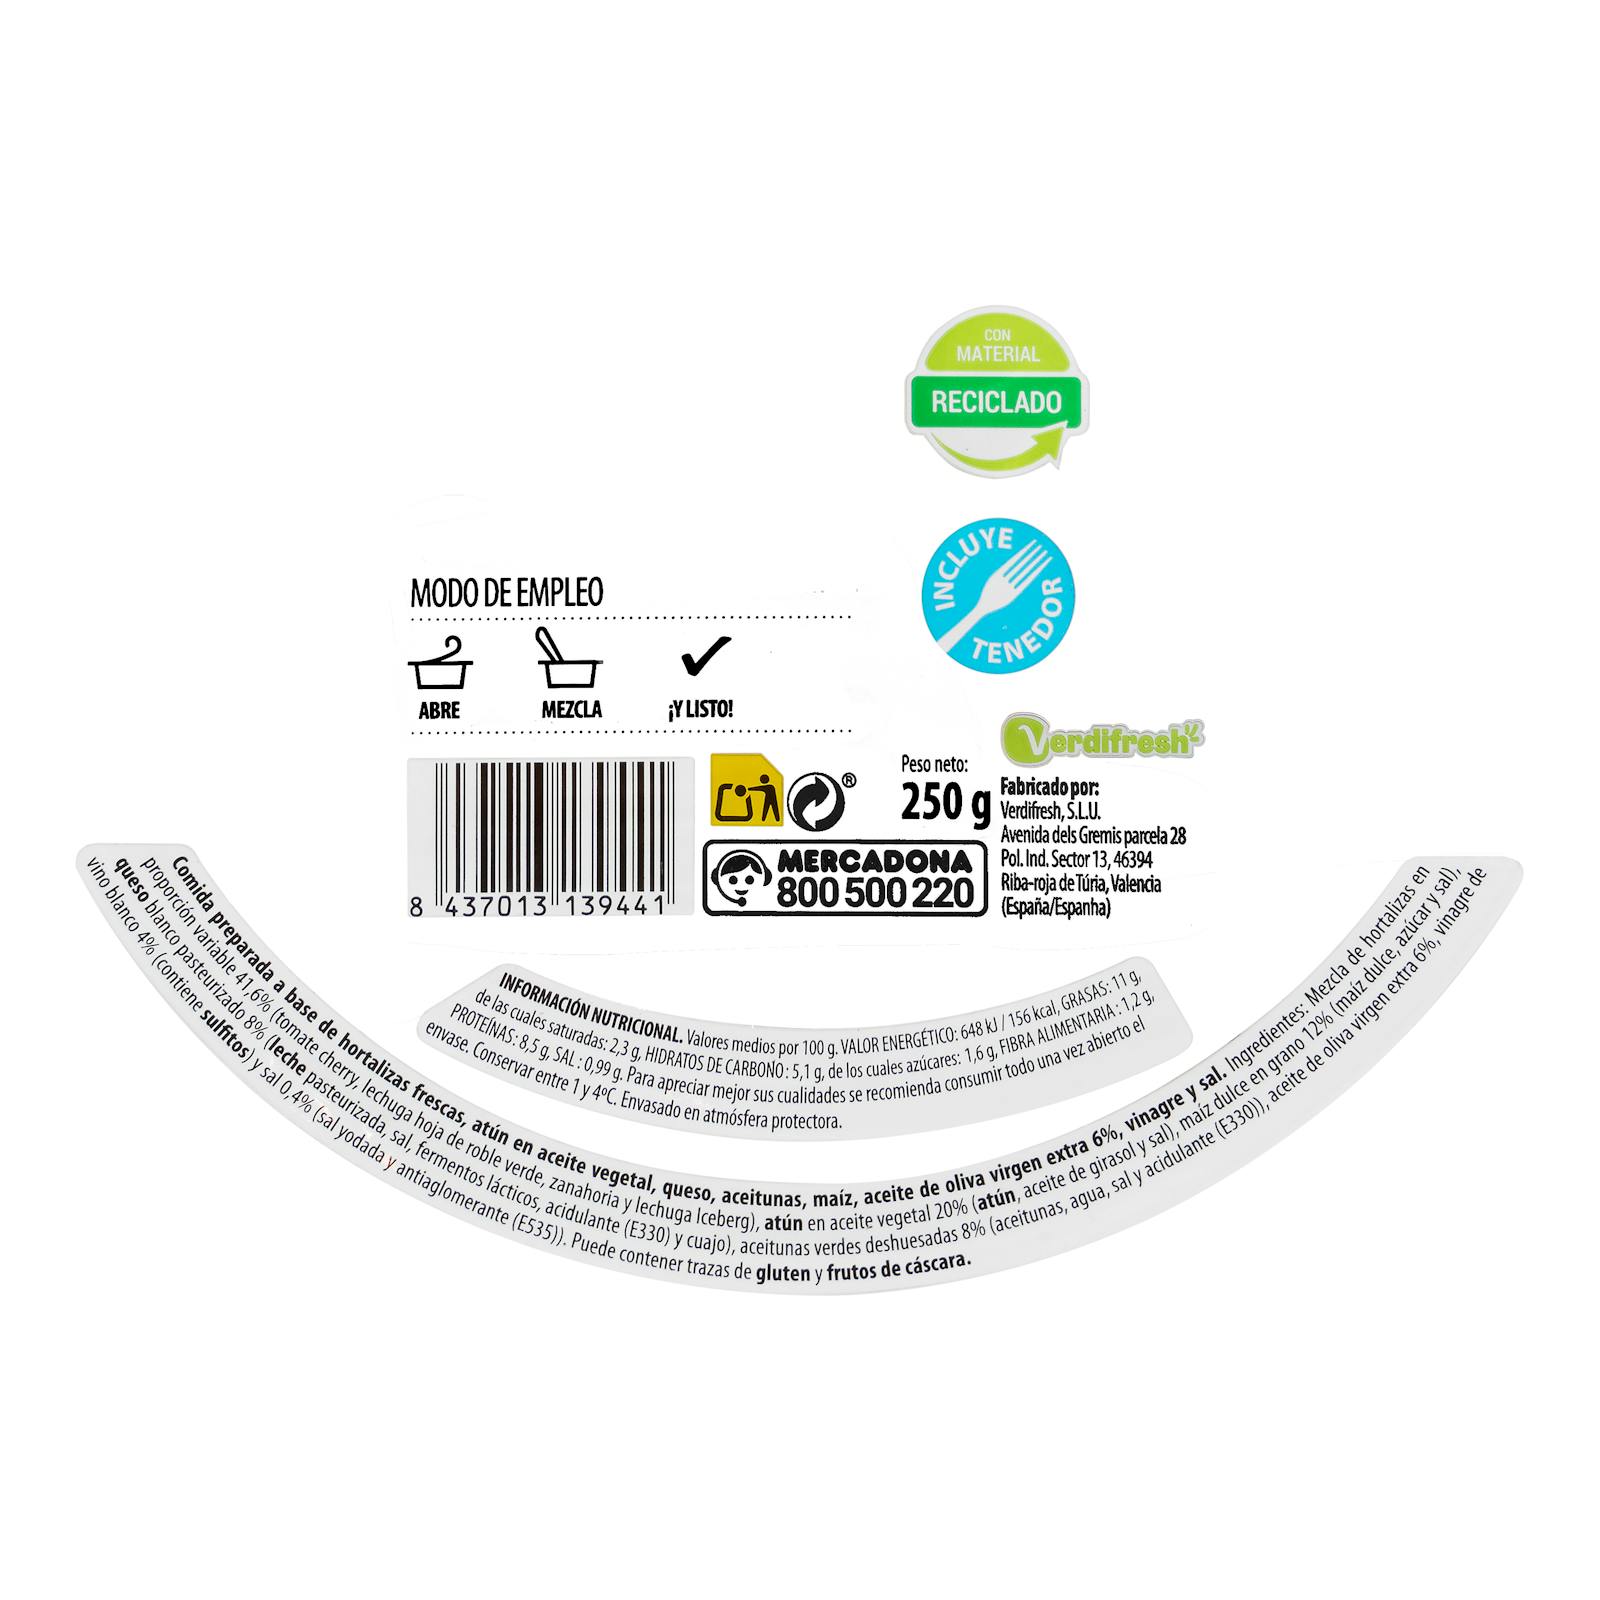 CON
MATERIAL
RECICLADO
INCLUYE
TENEDOR
MODO DE EMPLEO
ABRE
MEZCLA
¡Y LISTO!
8 437013 139441
®
MERCADONA
800 500 220
Peso neto:
250 g
Verdifresh
Fabricado por:
Verdifresh, S.L.U.
Avenida dels Gremis parcela 28
Pol. Ind. Sector 13, 46394
Riba-roja de Túria, Valencia
(España/Espanha)
INFORMACIÓN NUTRICIONAL. Valores medios por 100 g. VALOR ENERGÉTICO: 648 kJ / 156 kcal, GRASAS: 11 g,
de las cuales saturadas: 2,3 g, HIDRATOS DE CARBONO: 5,1 g, de los cuales azúcares: 1,6 g, FIBRA ALIMENTARIA: 1,2 g,
PROTEÍNAS: 8,5 g, SAL: 0,99 g. Para apreciar mejor sus cualidades se recomienda consumir todo una vez abierto el
envase. Conservar entre 1 y 4ºC. Envasado en atmósfera protectora.
Comida preparada a base de hortalizas frescas, atún en aceite vegetal, queso, aceitunas, maíz, aceite de oliva virgen extra 6%, vinagre y sal. Ingredientes: Mezcla de hortalizas en
proporción variable 41,6% (tomate cherry, lechuga hoja de roble verde, zanahoria y lechuga Iceberg), atún en aceite vegetal 20% (atún, aceite de girasol y sal), maíz dulce en grano 12% (maíz dulce, azúcar y sal),
queso blanco pasteurizado 8% (leche pasteurizada, sal, fermentos lácticos, acidulante (E330) y cuajo), aceitunas verdes deshuesadas 8% (aceitunas, agua, sal y acidulante (E330)), aceite de oliva virgen extra 6%, vinagre de
vino blanco 4% (contiene sulfitos) y sal 0,4% (sal yodada y antiaglomerante (E535)). Puede contener trazas de gluten y frutos de cáscara.